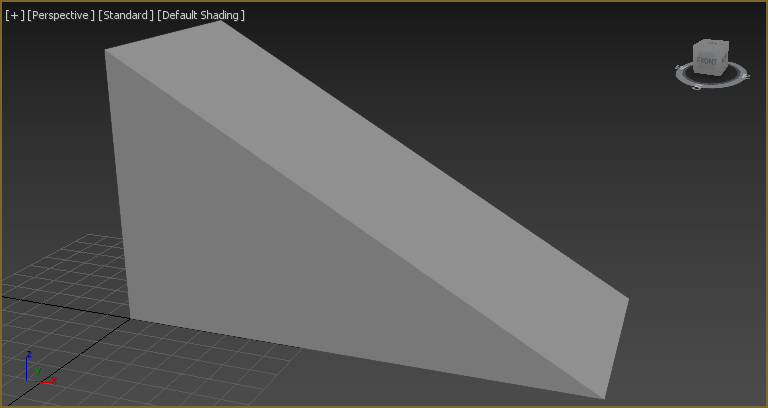 [+] [Perspective] [Standard] [Default Shading]
FRONT
z
y
x